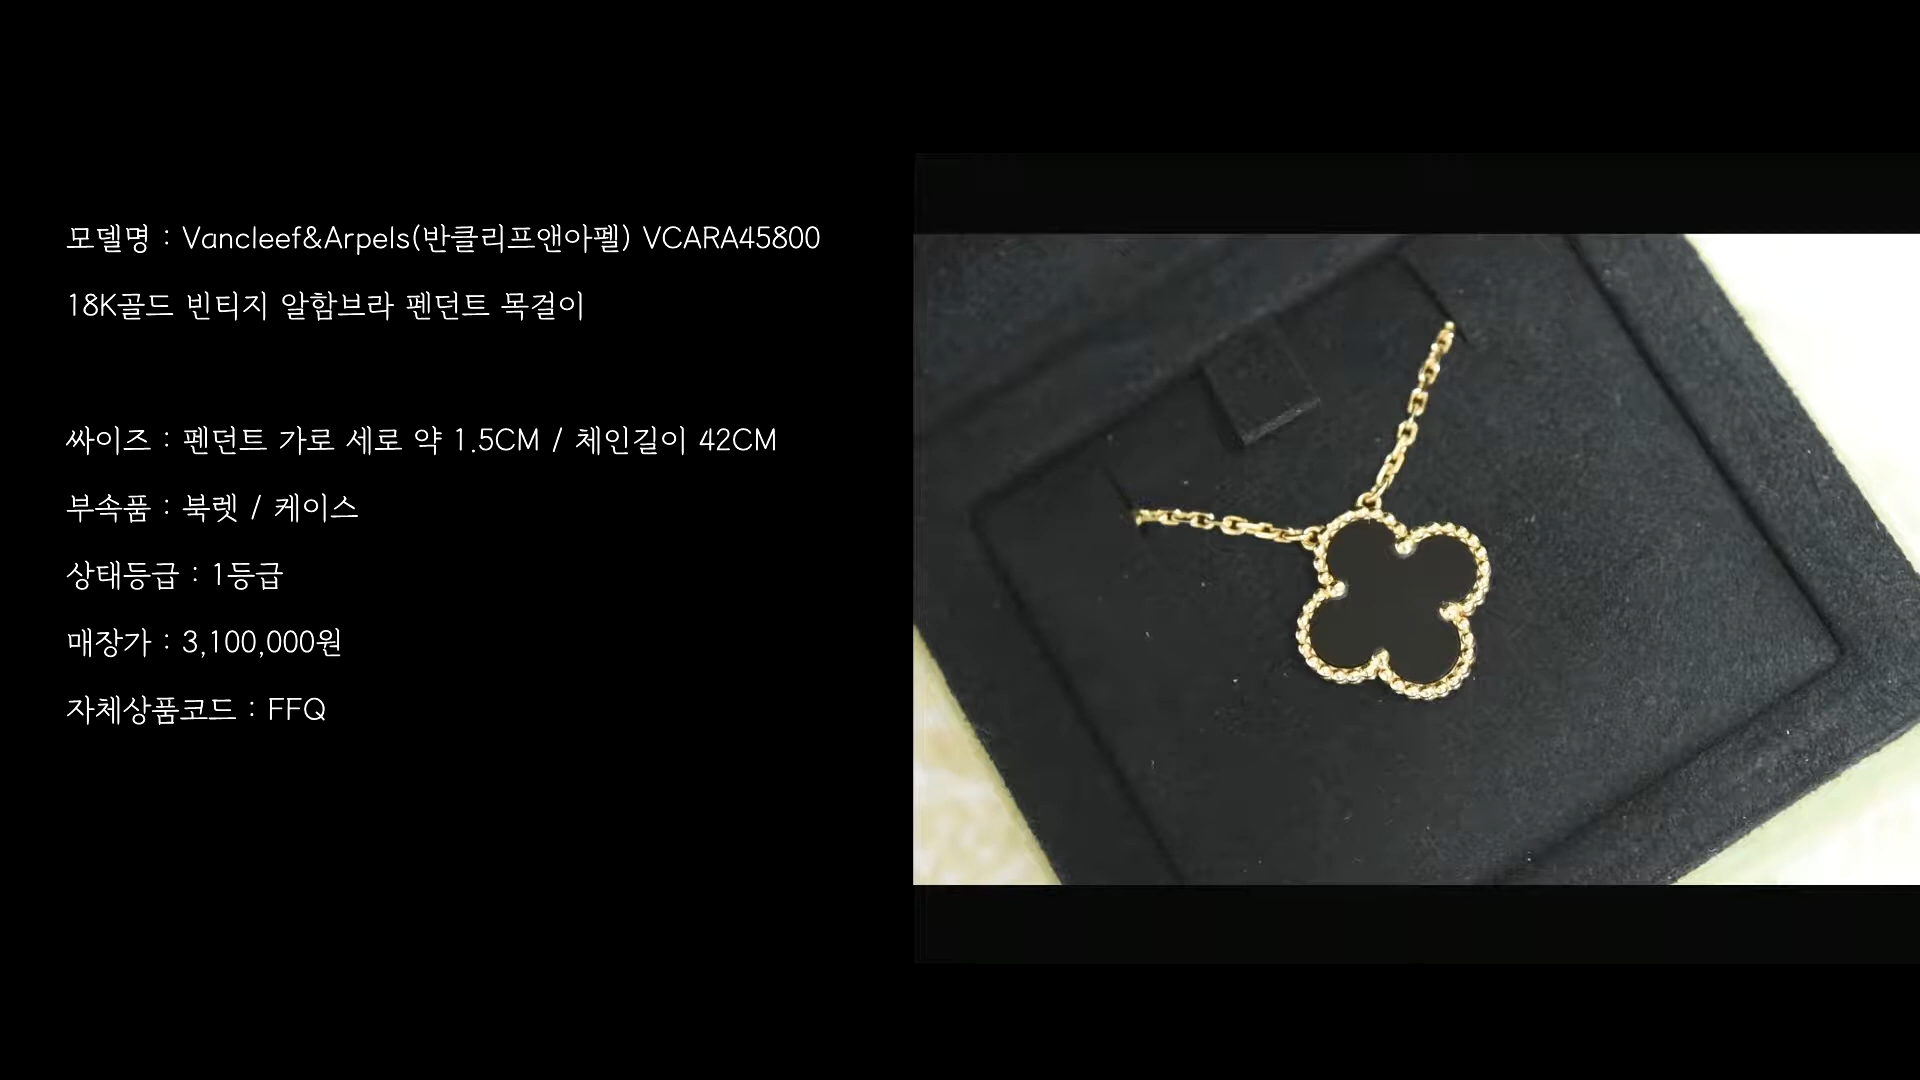 모델명 : Vancleef&Arpels(반클리프앤아펠) VCARA45800
18K골드 빈티지 알함브라 펜던트 목걸이
싸이즈 : 펜던트 가로 세로 약 1.5CM / 체인길이 42CM
부속품 : 북렛 / 케이스
상태등급 : 1등급
매장가 : 3,100,000원
자체상품코드 : FFQ